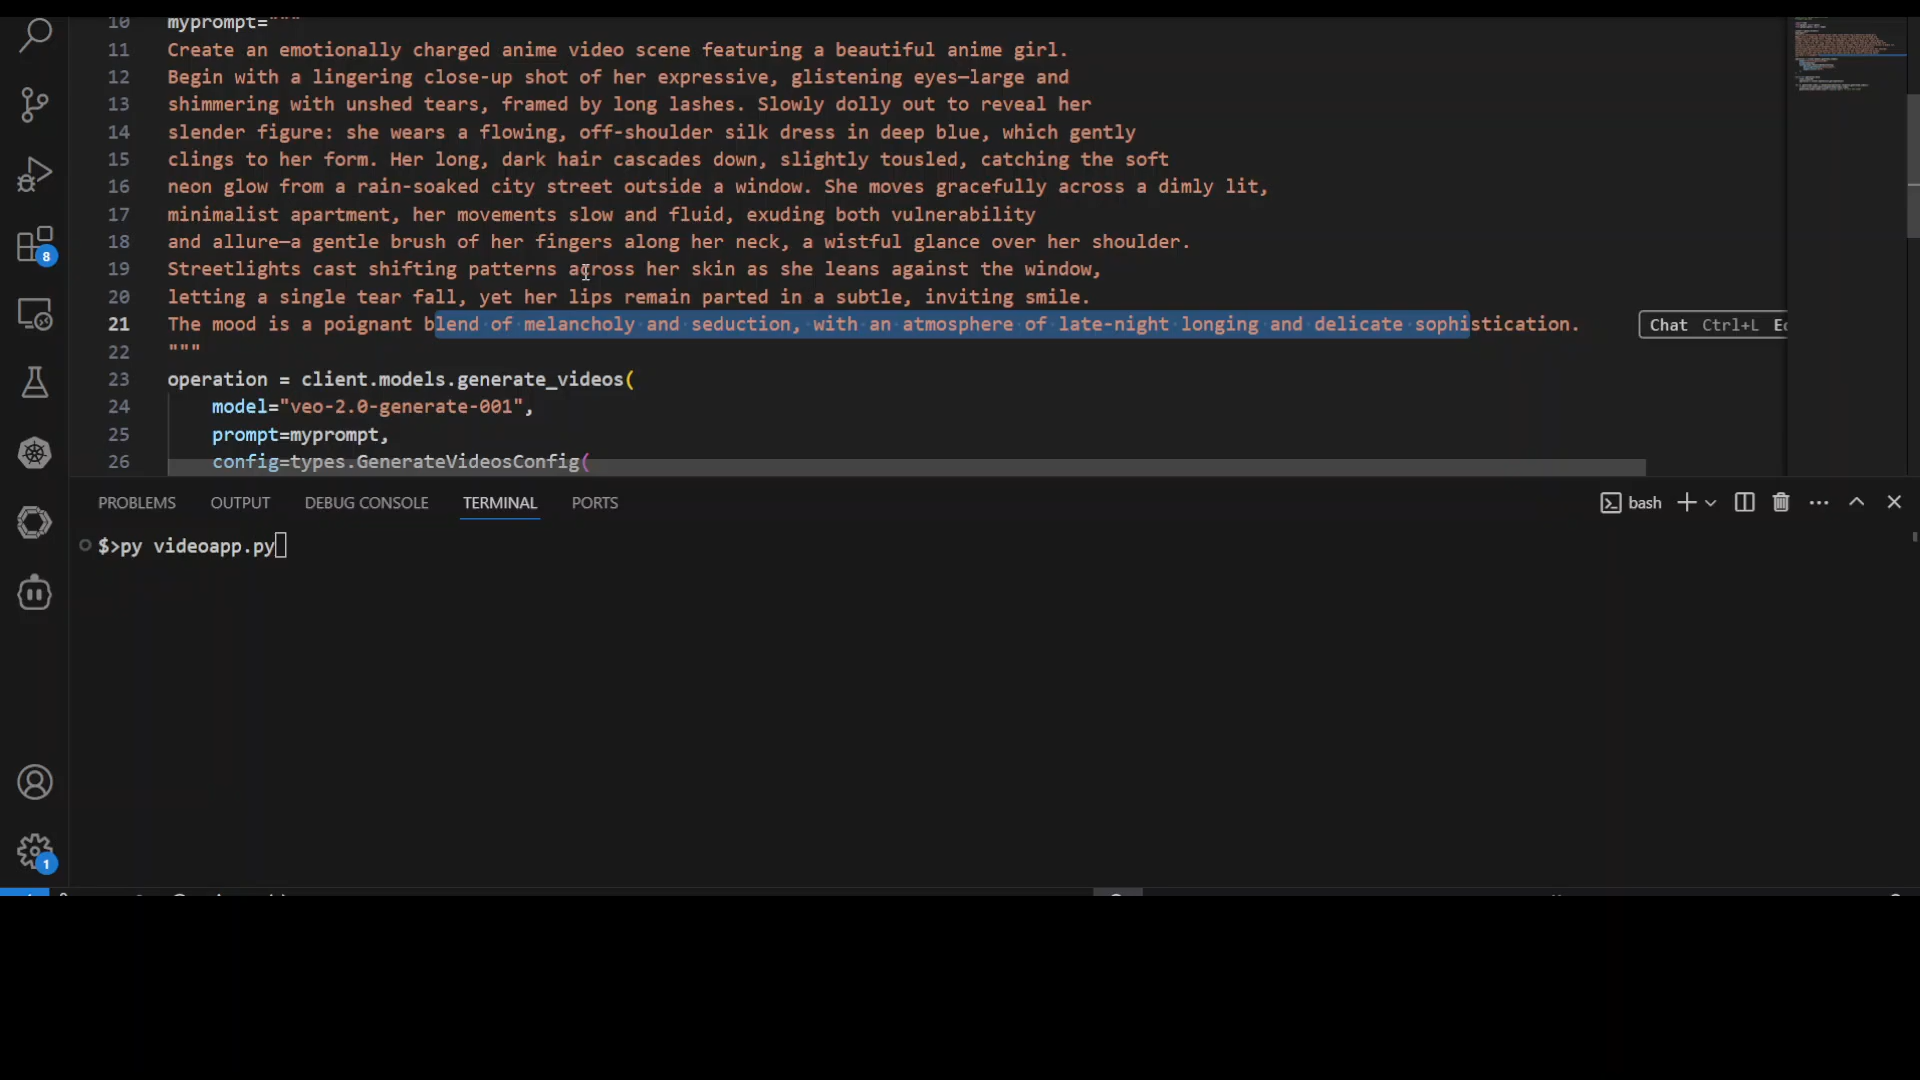 10 myprompt="""
11 Create an emotionally charged anime video scene featuring a beautiful anime girl.
12 Begin with a lingering close-up shot of her expressive, glistening eyes—large and
13 shimmering with unshed tears, framed by long lashes. Slowly dolly out to reveal her
14 slender figure: she wears a flowing, off-shoulder silk dress in deep blue, which gently
15 clings to her form. Her long, dark hair cascades down, slightly tousled, catching the soft
16 neon glow from a rain-soaked city street outside a window. She moves gracefully across a dimly lit,
17 minimalist apartment, her movements slow and fluid, exuding both vulnerability
18 and allure—a gentle brush of her fingers along her neck, a wistful glance over her shoulder.
19 Streetlights cast shifting patterns across her skin as she leans against the window,
20 letting a single tear fall, yet her lips remain parted in a subtle, inviting smile.
21 The mood is a poignant blend of melancholy and seduction, with an atmosphere of late-night longing and delicate sophistication.
Chat Ctrl+L
22 """
23 operation = client.models.generate_videos(
24 model="veo-2.0-generate-001",
25 prompt=myprompt,
26 config=types.GenerateVideosConfig(
8
1
PROBLEMS OUTPUT DEBUG CONSOLE TERMINAL PORTS bash
$>py videoapp.py